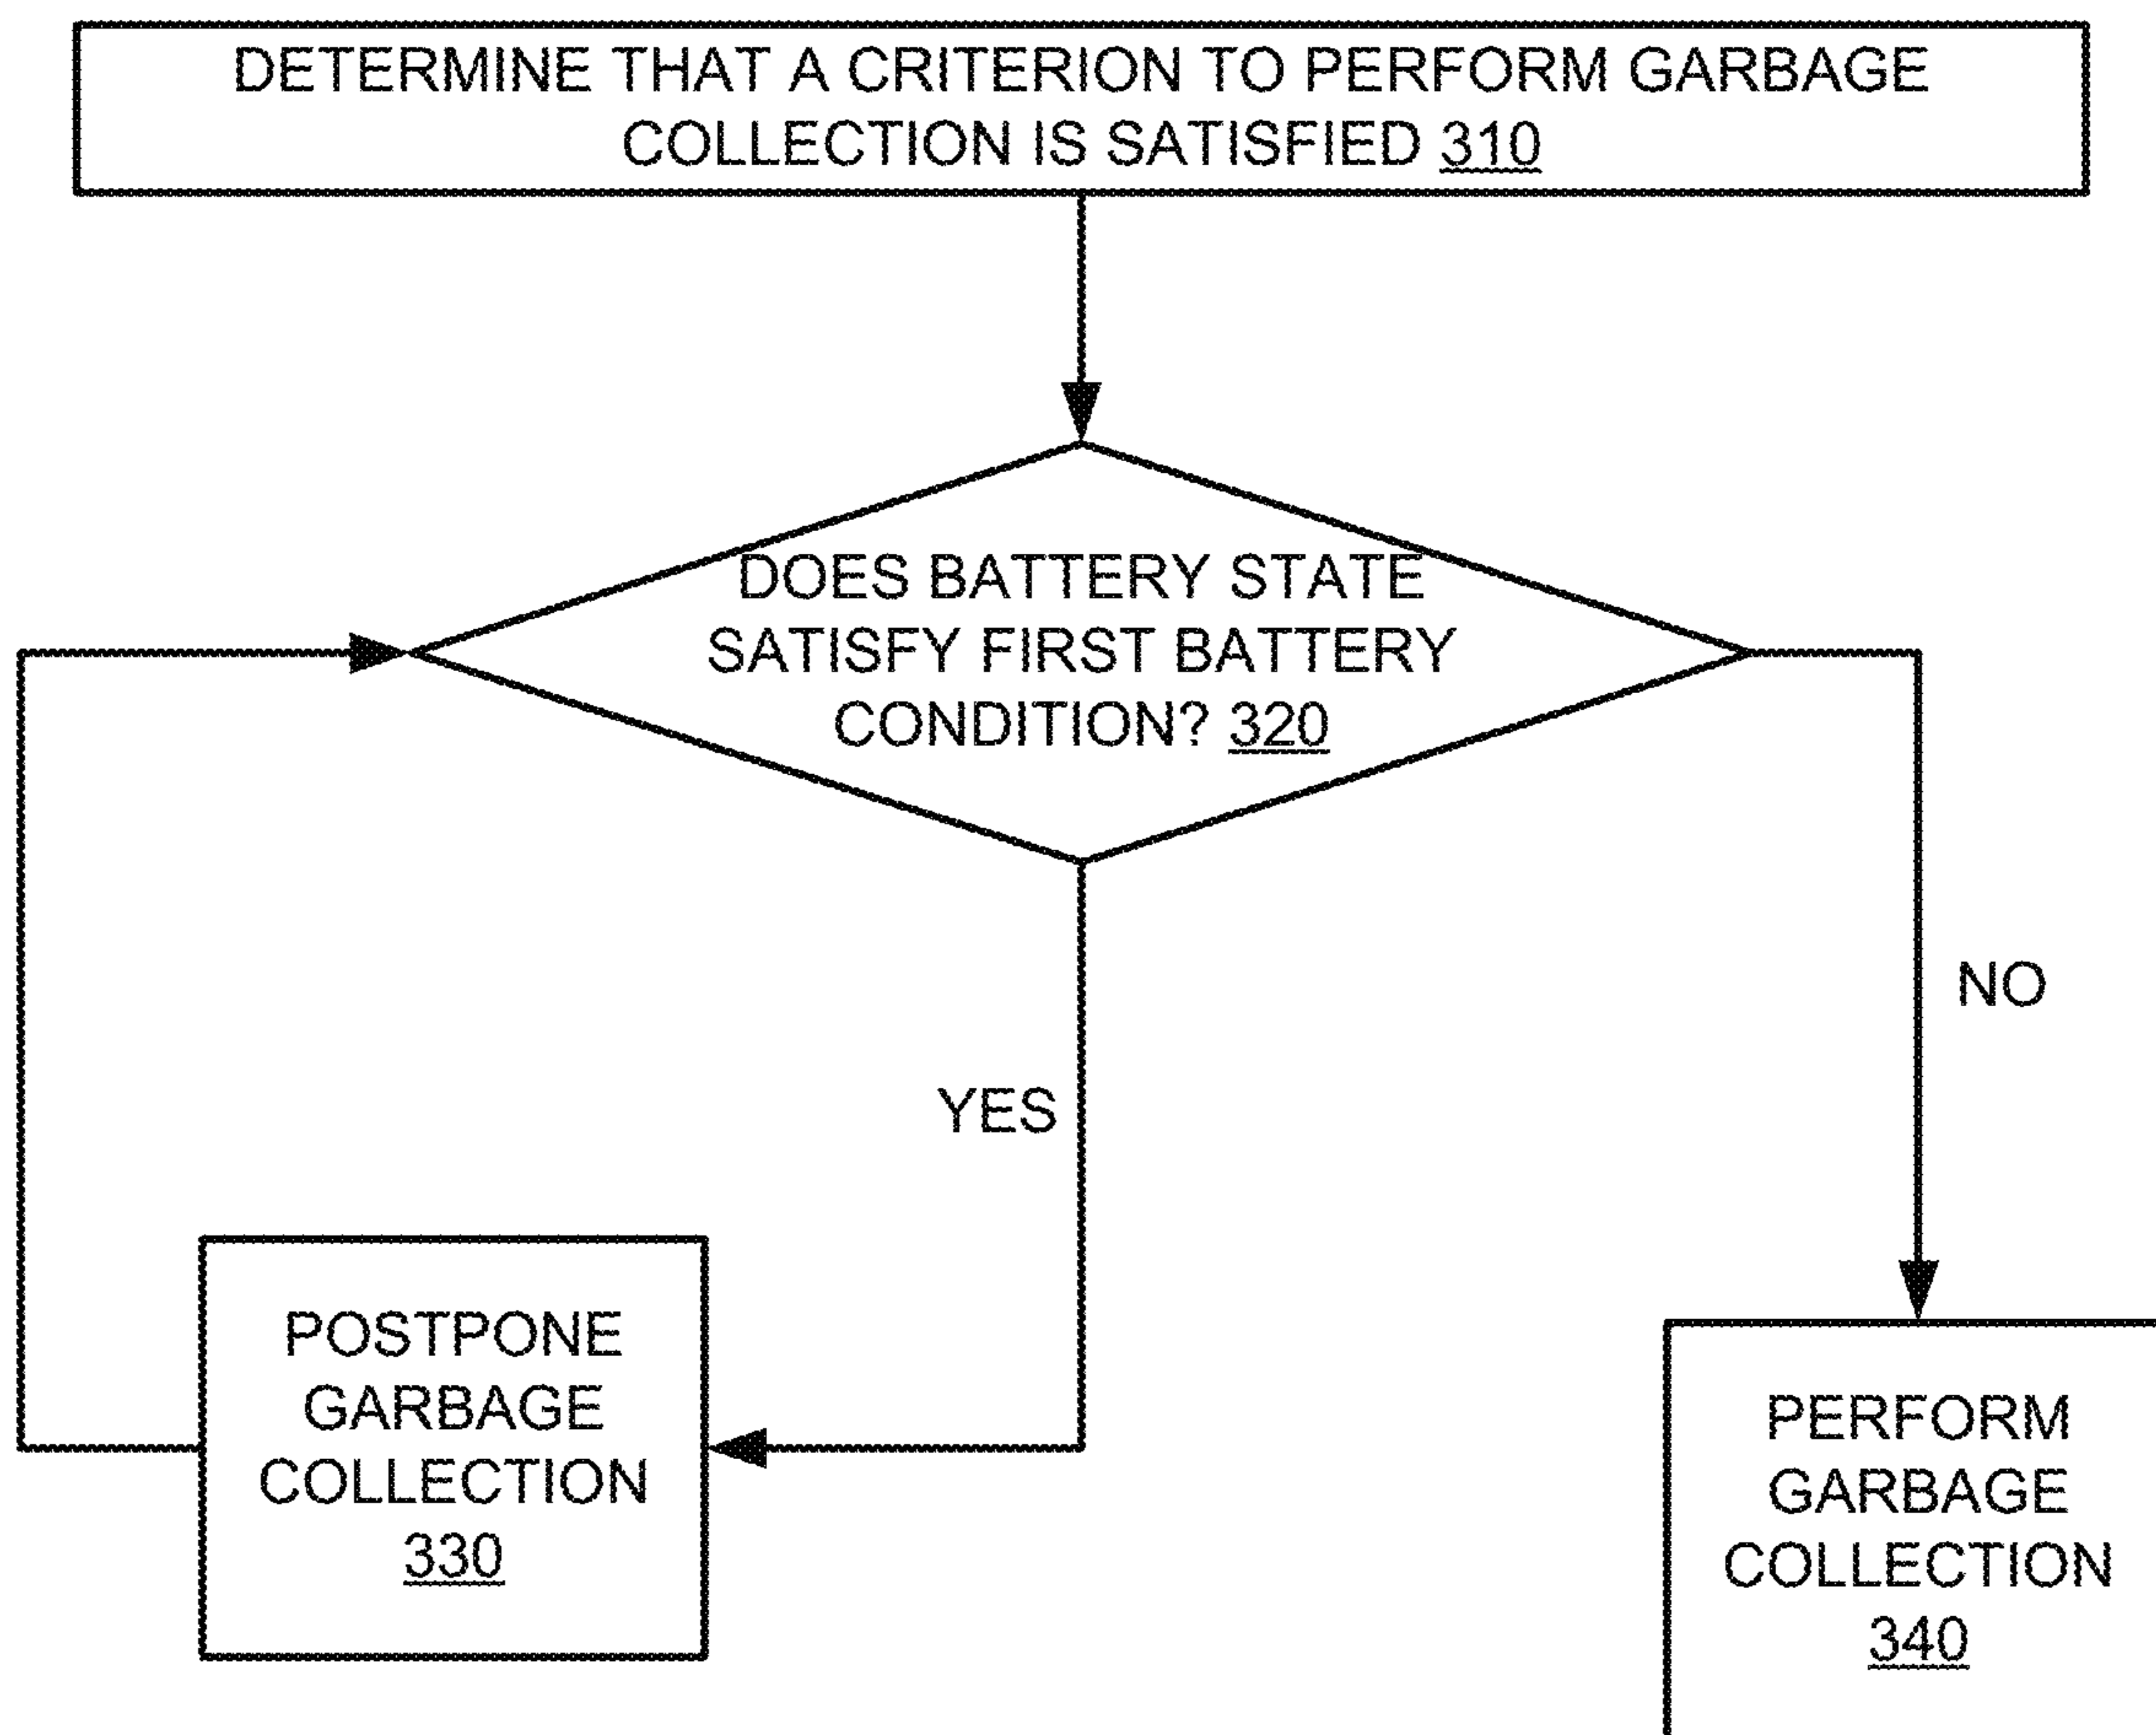 DETERMINE THAT A CRITERION TO PERFORM GARBAGE
COLLECTION IS SATISFIED 310
DOES BATTERY STATE
SATISFY FIRST BATTERY
CONDITION? 320
NO
YES
POSTPONE
GARBAGE
COLLECTION
330
PERFORM
GARBAGE
COLLECTION
340